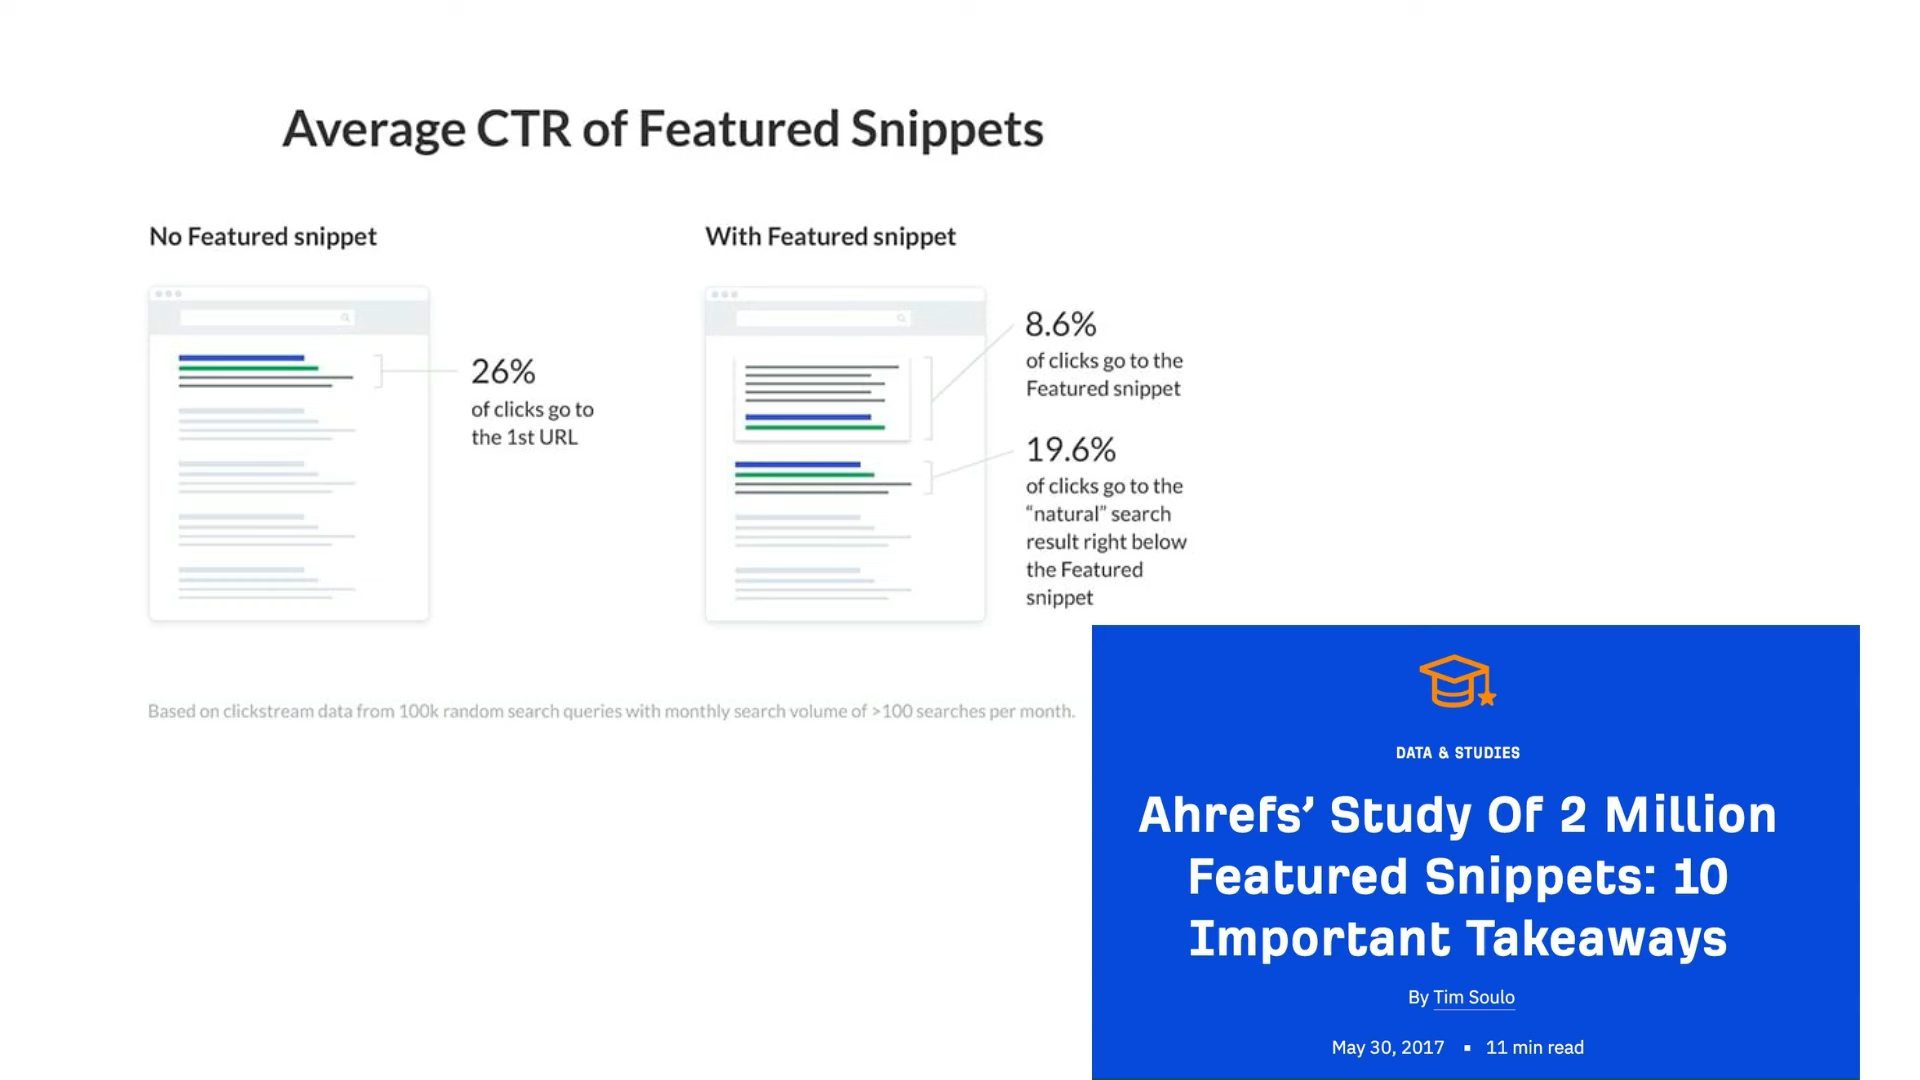 Average CTR of Featured Snippets
No Featured snippet
26%
of clicks go to
the 1st URL
With Featured snippet
8.6%
of clicks go to the
Featured snippet
19.6%
of clicks go to the
“natural” search
result right below
the Featured
snippet
Based on clickstream data from 100k random search queries with monthly search volume of >100 searches per month.
DATA & STUDIES
Ahrefs’ Study Of 2 Million
Featured Snippets: 10
Important Takeaways
By Tim Soulo
May 30, 2017 ▪ 11 min read